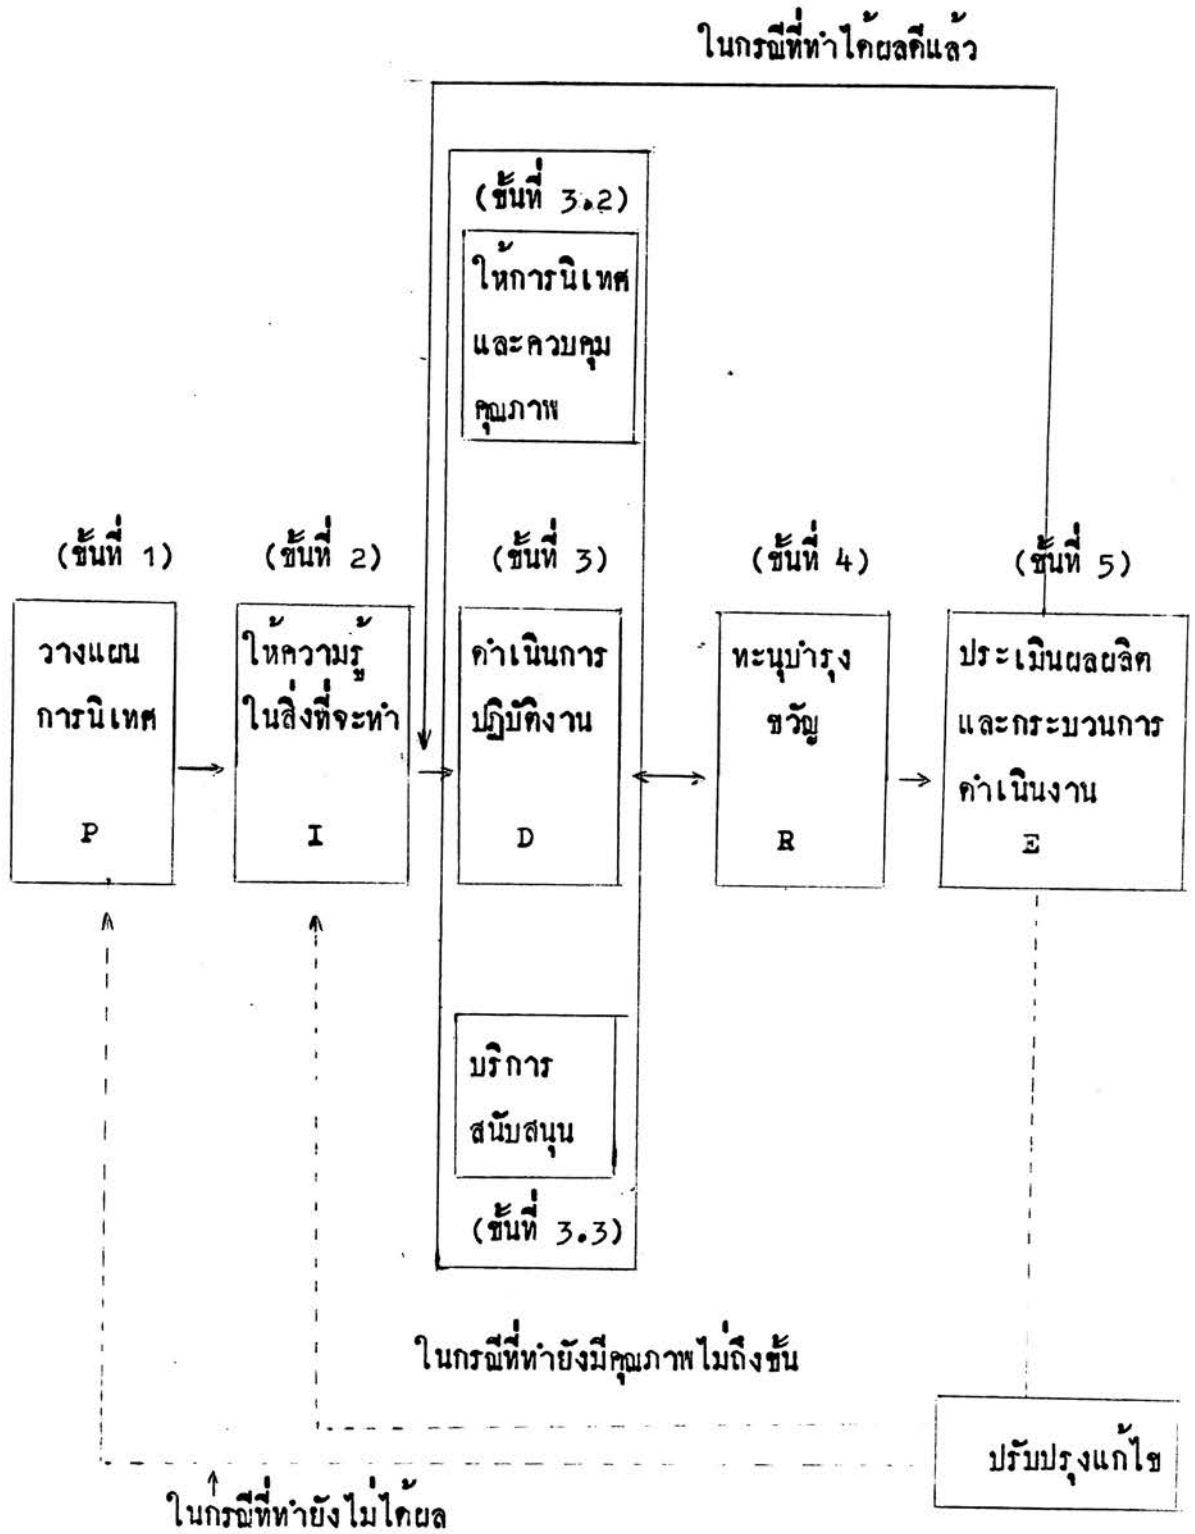 ในกรณีที่ทำได้ผลดีแล้ว
(ขั้นที่ 3.2)
ให้การนิเทศ
และควบคุม
คุณภาพ
(ขั้นที่ 1)
(ขั้นที่ 2)
(ขั้นที่ 3)
(ขั้นที่ 4)
(ขั้นที่ 5)
วางแผน
การนิเทศ
P
ให้ความรู้
ในสิ่งที่จะทำ
I
ดำเนินการ
ปฏิบัติงาน
D
ทะนุบำรุง
ขวัญ
R
ประเมินผลผลิต
และกระบวนการ
ดำเนินงาน
E
บริการ
สนับสนุน
(ขั้นที่ 3.3)
ในกรณีที่ทำยังมีคุณภาพไม่ถึงขั้น
ปรับปรุงแก้ไข
ในกรณีที่ทำยังไม่ได้ผล